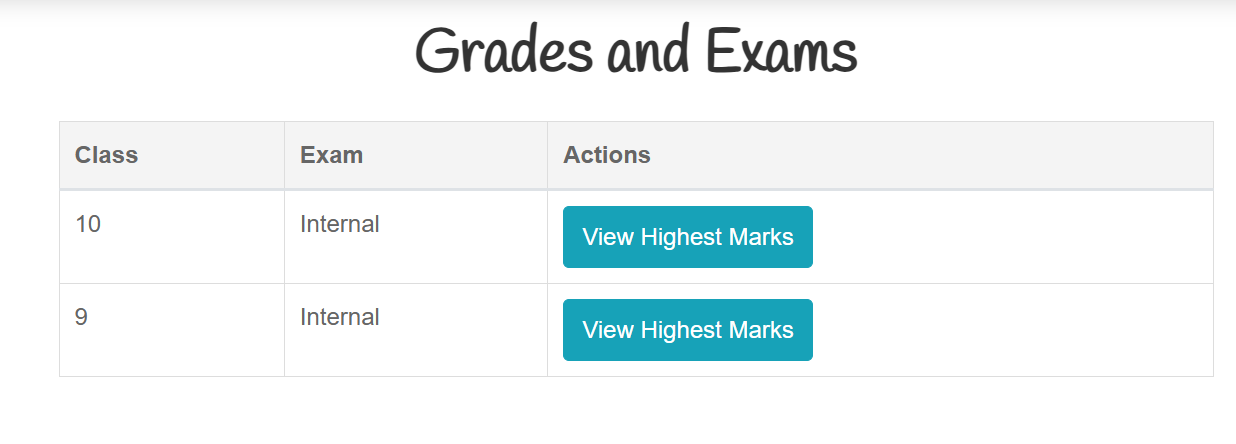 Grades and Exams
Class Exam Actions
10 Internal View Highest Marks
9 Internal View Highest Marks